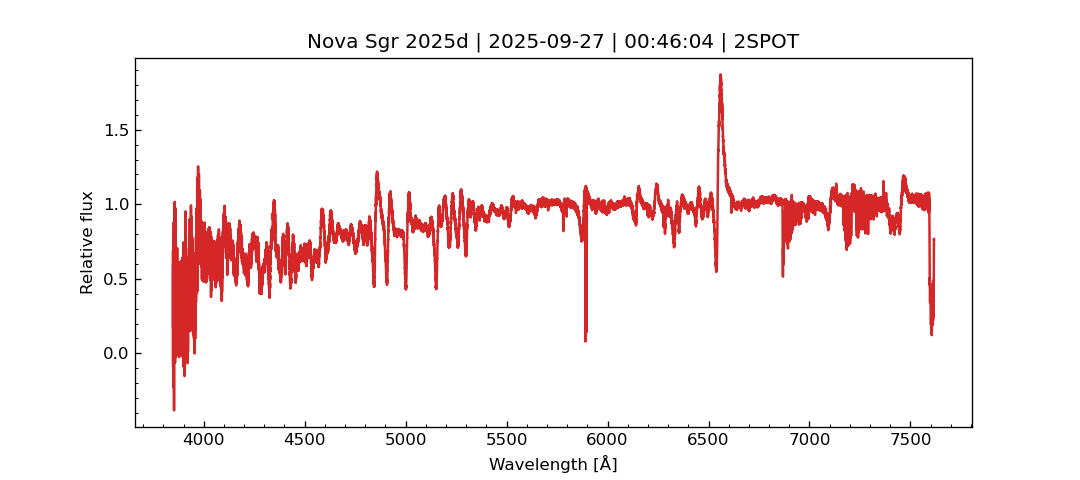 Nova Sgr 2025d | 2025-09-27 | 00:46:04 | 2SPOT
1.5
1.0
0.5
0.0
Relative flux
4000 4500 5000 5500 6000 6500 7000 7500
Wavelength [Å]